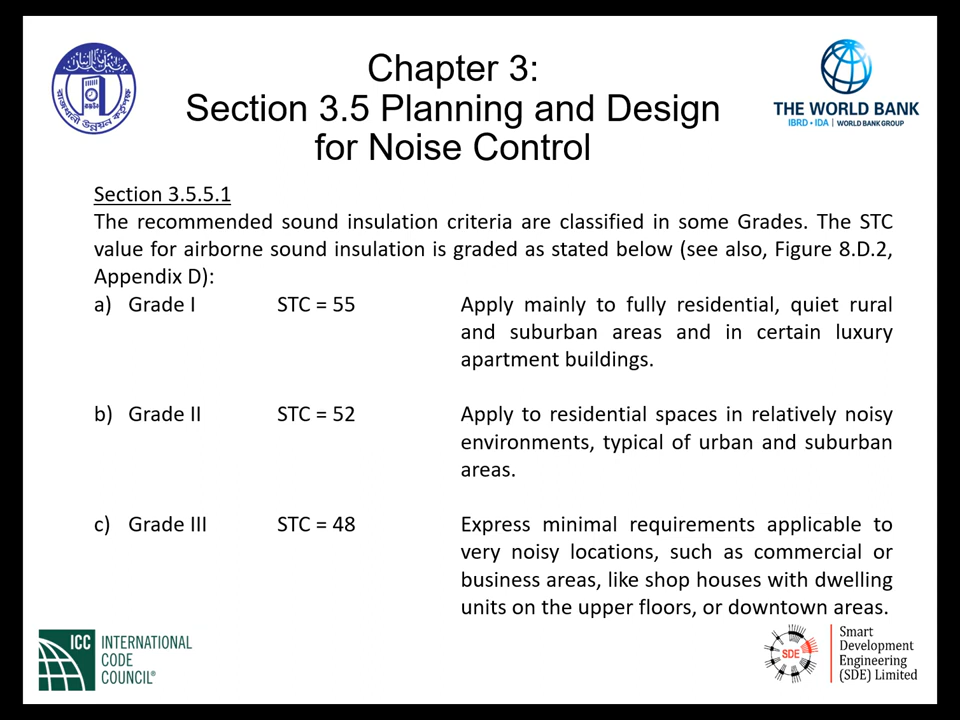 Chapter 3:
Section 3.5 Planning and Design
for Noise Control
রাজধানী উন্নয়ন কর্তৃপক্ষ
THE WORLD BANK
IBRD • IDA | WORLD BANK GROUP
Section 3.5.5.1
The recommended sound insulation criteria are classified in some Grades. The STC
value for airborne sound insulation is graded as stated below (see also, Figure 8.D.2,
Appendix D):
a) Grade I STC = 55 Apply mainly to fully residential, quiet rural
and suburban areas and in certain luxury
apartment buildings.
b) Grade II STC = 52 Apply to residential spaces in relatively noisy
environments, typical of urban and suburban
areas.
c) Grade III STC = 48 Express minimal requirements applicable to
very noisy locations, such as commercial or
business areas, like shop houses with dwelling
units on the upper floors, or downtown areas.
ICC INTERNATIONAL
CODE
COUNCIL®
SDE
Smart
Development
Engineering
(SDE) Limited